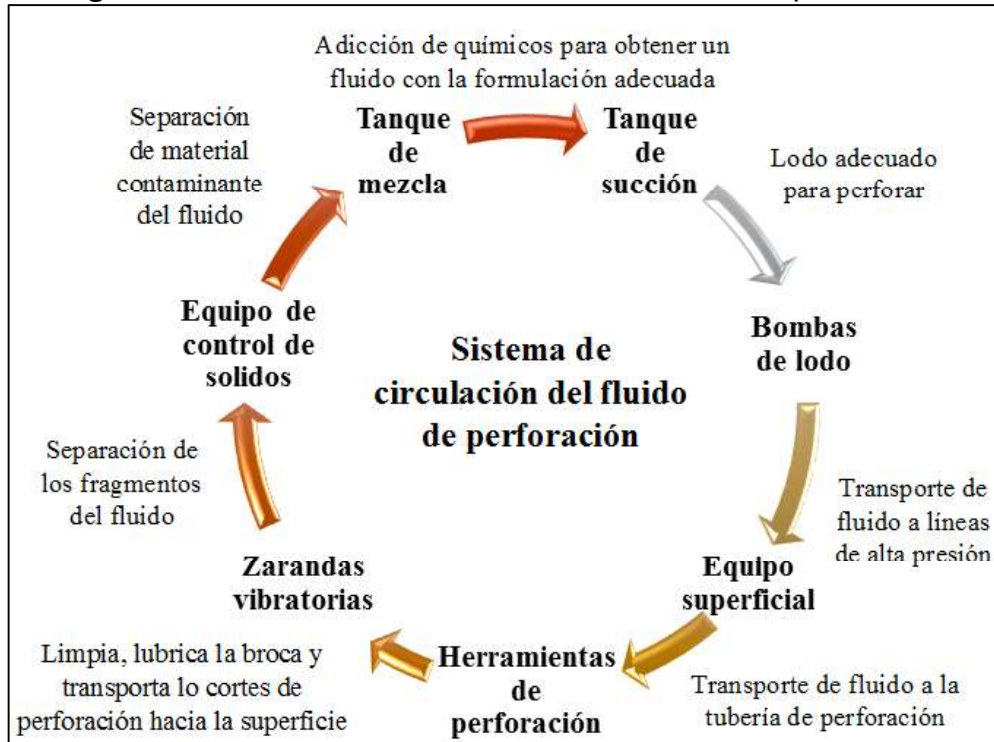 Adicción de químicos para obtener un
fluido con la formulación adecuada
Tanque
de
mezcla
Tanque
de
succión
Lodo adecuado
para perforar
Bombas
de lodo
Transporte de
fluido a líneas
de alta presión
Equipo
superficial
Transporte de fluido a la
tubería de perforación
Herramientas
de
perforación
Limpia, lubrica la broca y
transporta lo cortes de
perforación hacia la superficie
Zarandas
vibratorias
Separación de
los fragmentos
del fluido
Equipo de
control de
solidos
Separación
de material
contaminante
del fluido
Sistema de
circulación del fluido
de perforación